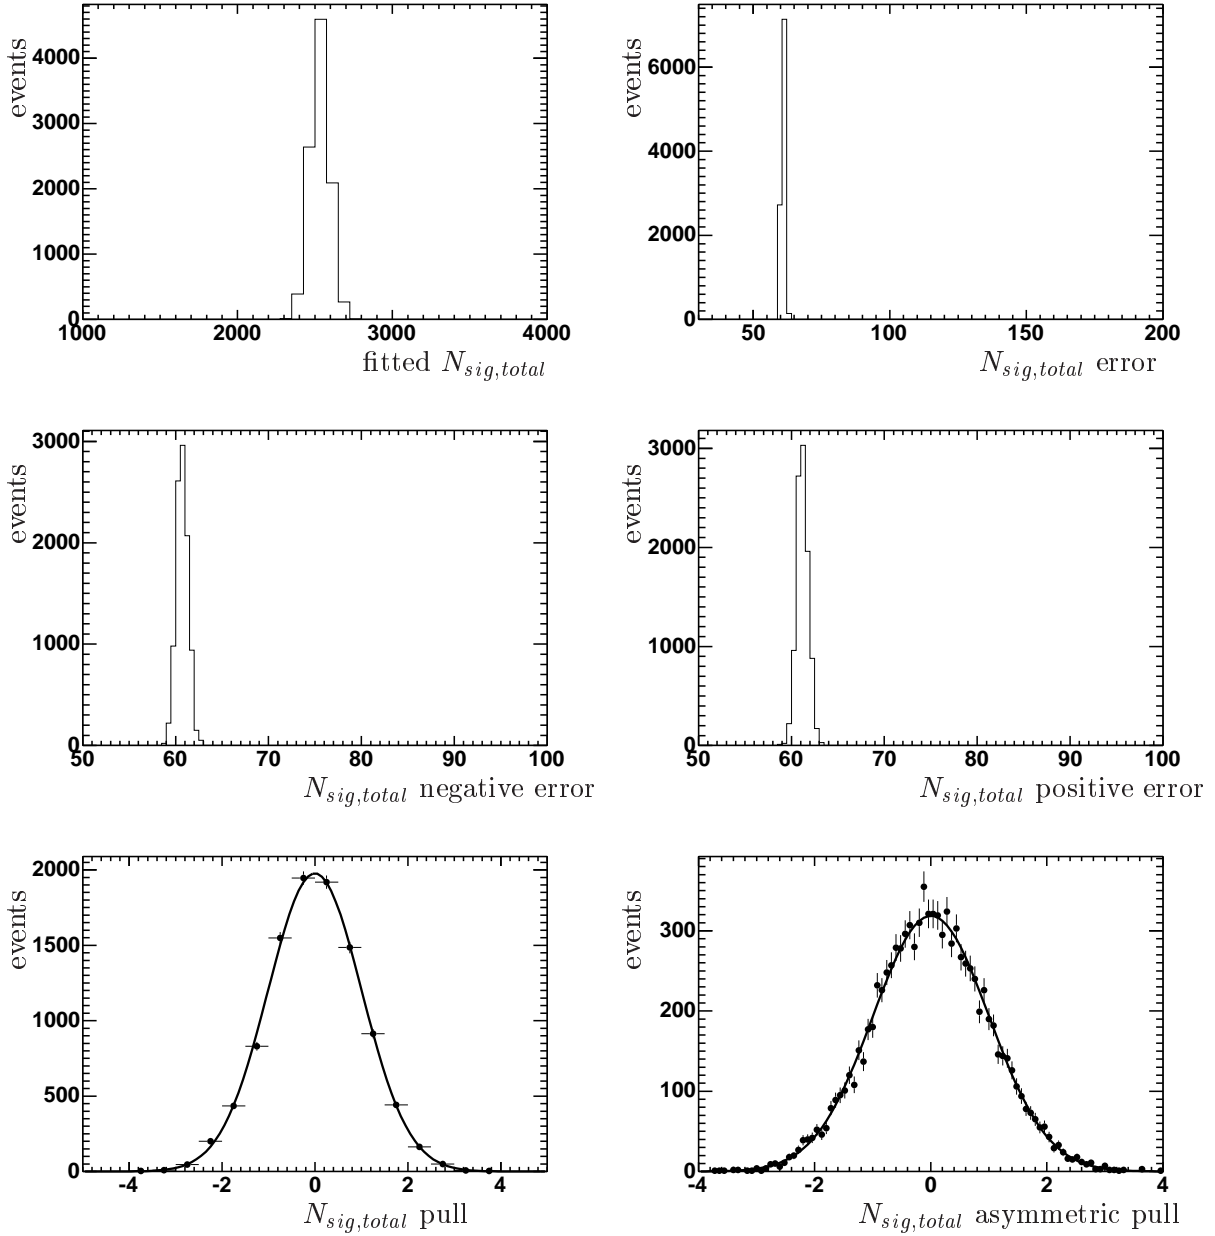 events
4000
3000
2000
1000
0
1000 2000 3000 4000
fitted N_{sig,total}
events
6000
4000
2000
0
50 100 150 200
N_{sig,total} error
events
3000
2000
1000
0
50 60 70 80 90 100
N_{sig,total} negative error
events
3000
2000
1000
0
50 60 70 80 90 100
N_{sig,total} positive error
events
2000
1500
1000
500
0
-4 -2 0 2 4
N_{sig,total} pull
events
300
200
100
0
-4 -2 0 2 4
N_{sig,total} asymmetric pull